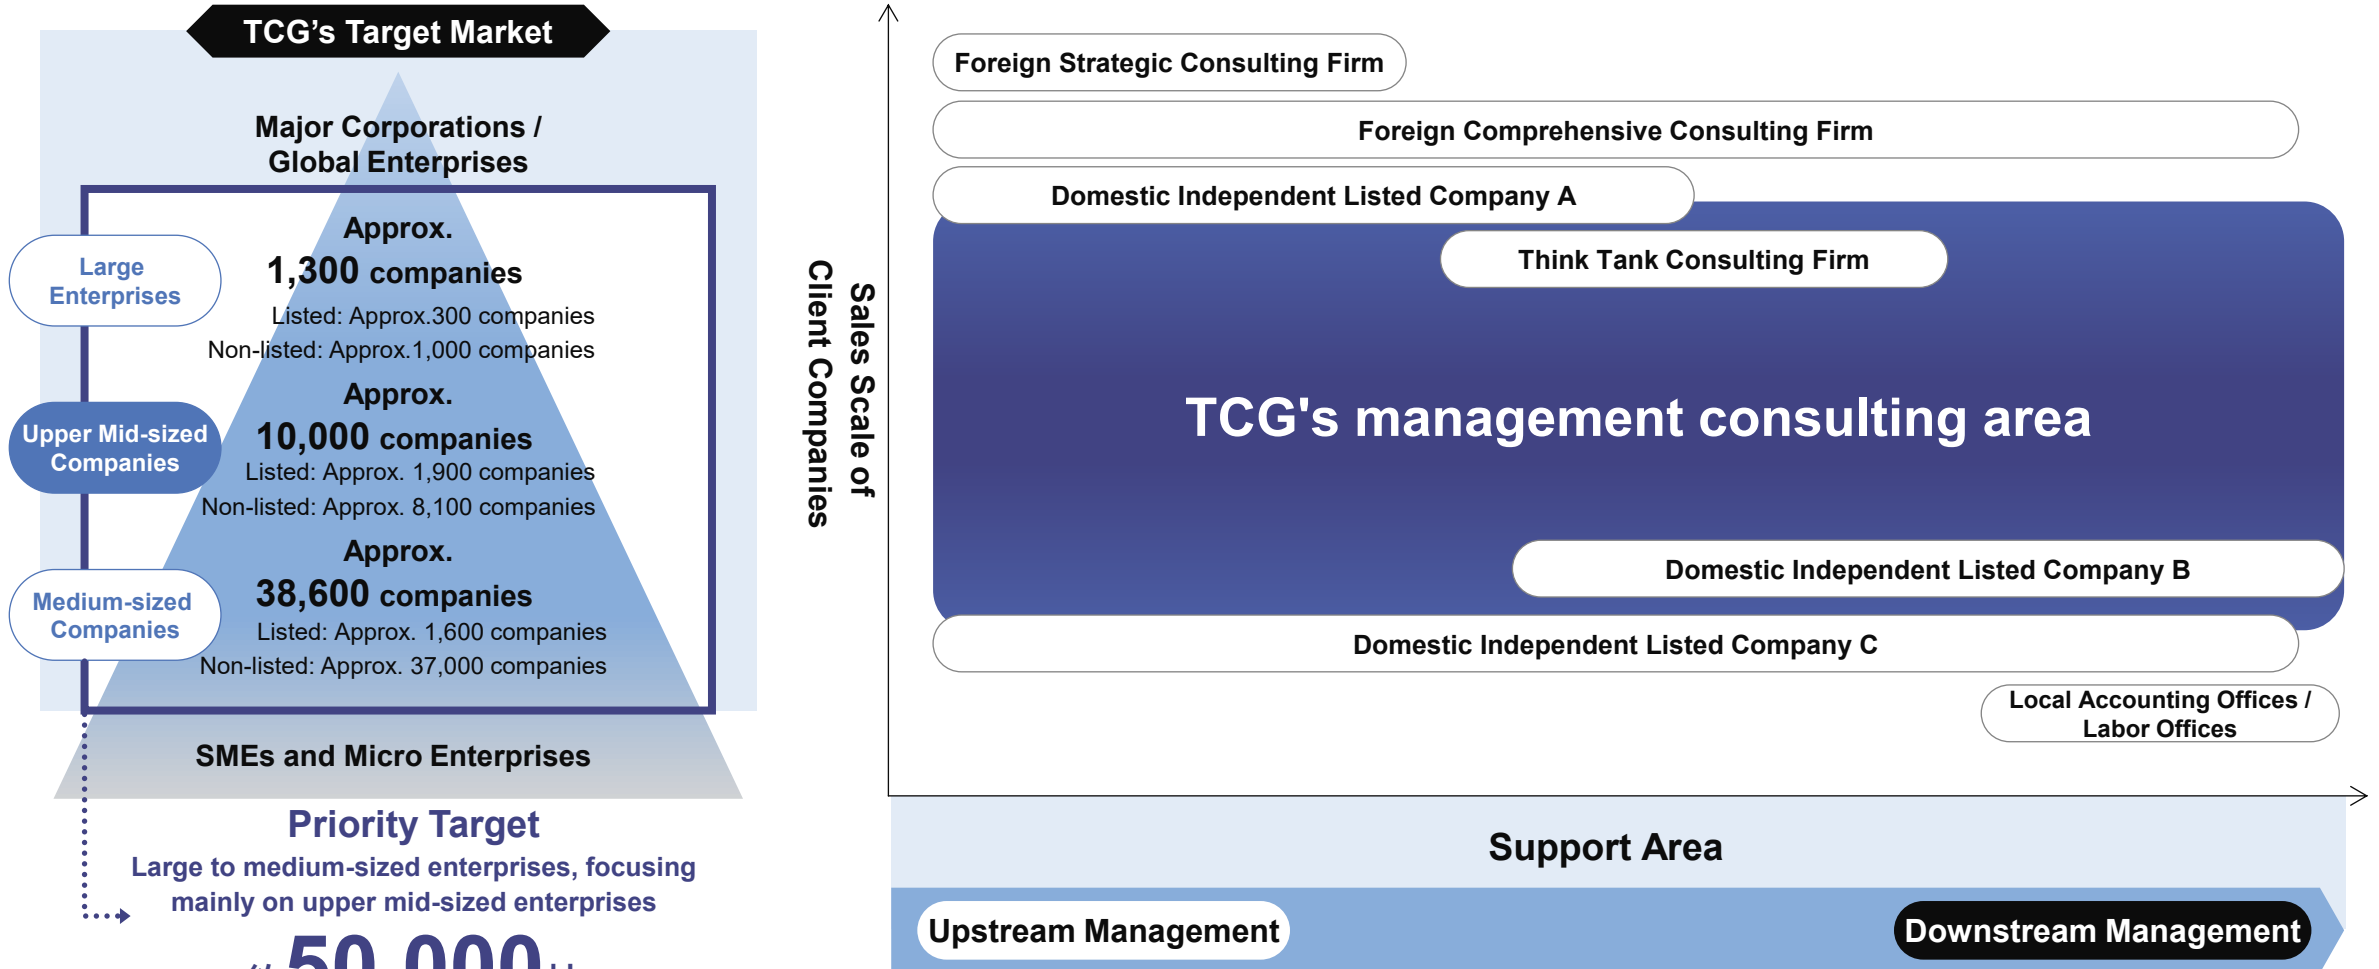 TCG's Target Market
Major Corporations /
Global Enterprises
Large
Enterprises
Approx.
1,300 companies
Listed: Approx.300 companies
Non-listed: Approx.1,000 companies
Upper Mid-sized
Companies
Approx.
10,000 companies
Listed: Approx. 1,900 companies
Non-listed: Approx. 8,100 companies
Medium-sized
Companies
Approx.
38,600 companies
Listed: Approx. 1,600 companies
Non-listed: Approx. 37,000 companies
SMEs and Micro Enterprises
Priority Target
Large to medium-sized enterprises, focusing
mainly on upper mid-sized enterprises
50,000
Sales Scale of
Client Companies
Foreign Strategic Consulting Firm
Foreign Comprehensive Consulting Firm
Domestic Independent Listed Company A
Think Tank Consulting Firm
TCG's management consulting area
Domestic Independent Listed Company B
Domestic Independent Listed Company C
Local Accounting Offices /
Labor Offices
Support Area
Upstream Management
Downstream Management